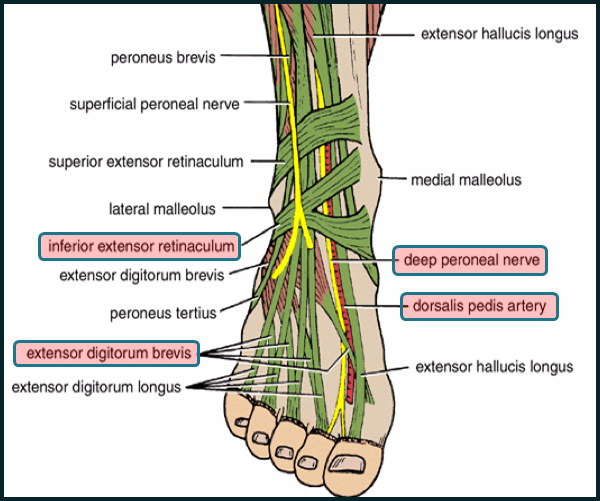 extensor hallucis longus
peroneus brevis
superficial peroneal nerve
superior extensor retinaculum
medial malleolus
lateral malleolus
inferior extensor retinaculum
deep peroneal nerve
extensor digitorum brevis
dorsalis pedis artery
peroneus tertius
extensor digitorum brevis
extensor hallucis longus
extensor digitorum longus